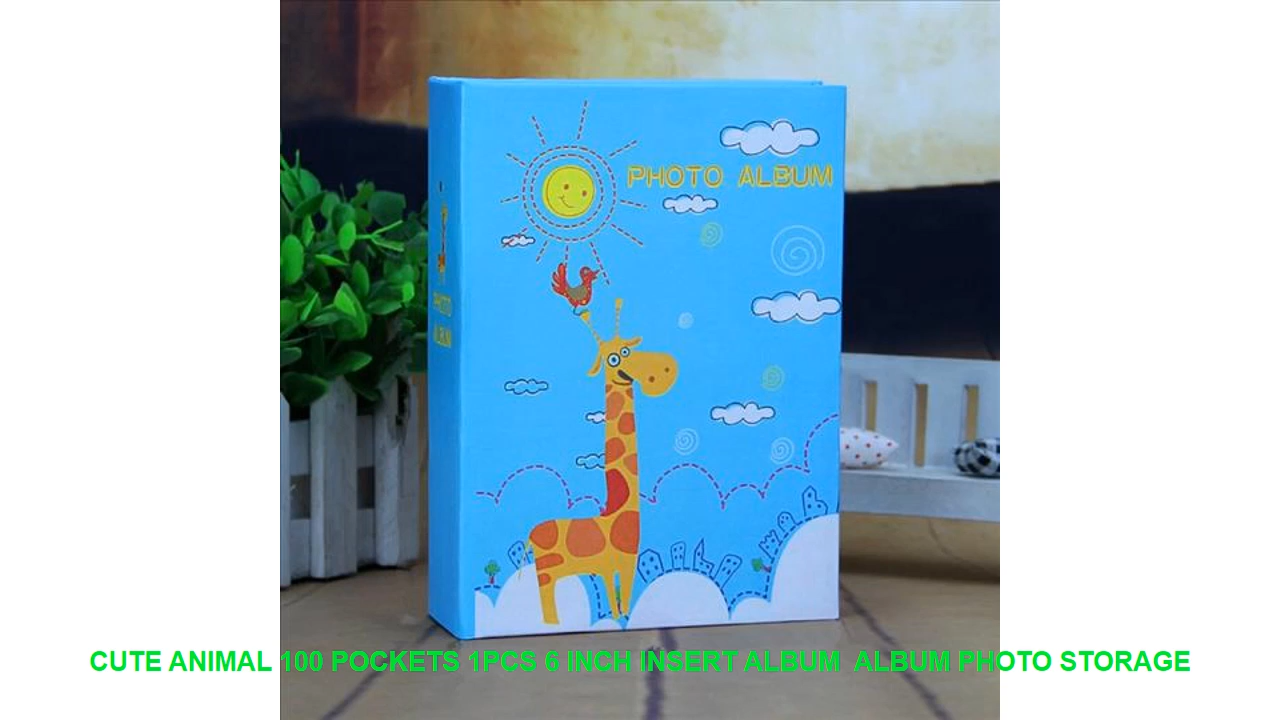 PHOTO ALBUM
PHOTO
ALBUM
CUTE ANIMAL 100 POCKETS 1PCS 6 INCH INSERT ALBUM  ALBUM PHOTO STORAGE